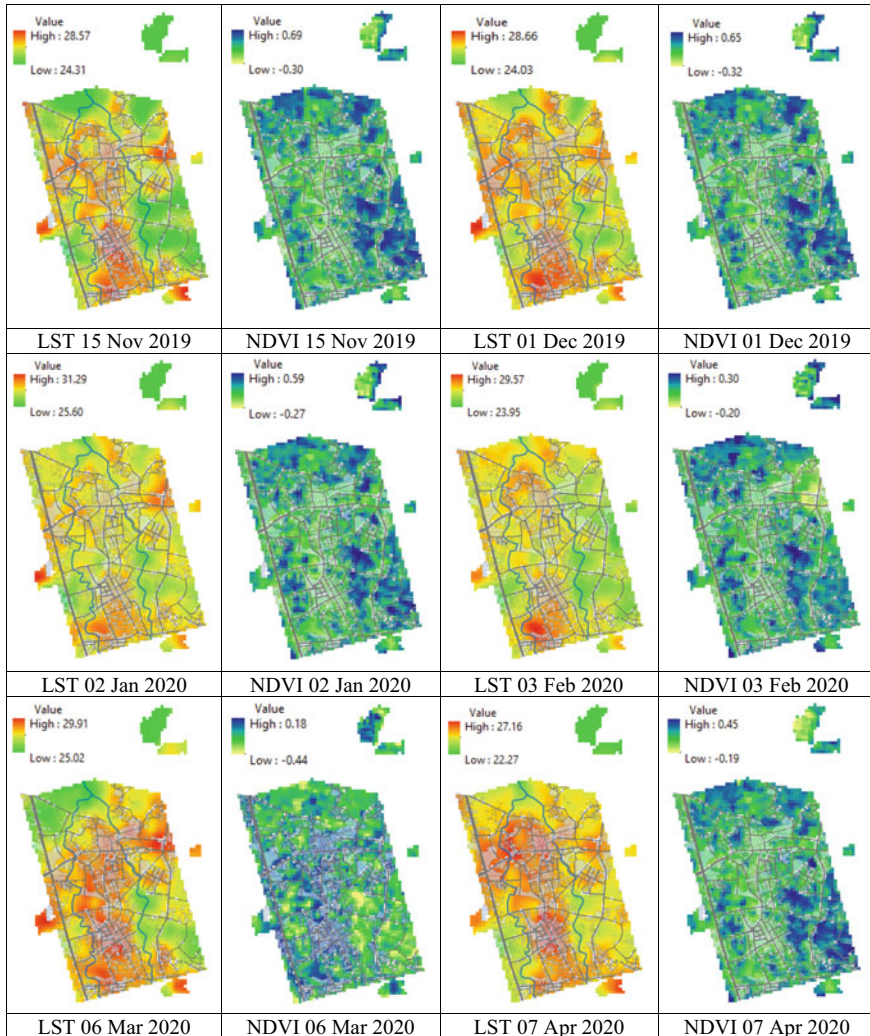 Value
High : 28.57
Low : 24.31
Value
High : 0.69
Low : -0.30
Value
High : 28.66
Low : 24.03
Value
High : 0.65
Low : -0.32
LST 15 Nov 2019
NDVI 15 Nov 2019
LST 01 Dec 2019
NDVI 01 Dec 2019
Value
High : 31.29
Low : 25.60
Value
High : 0.59
Low : -0.27
Value
High : 29.57
Low : 23.95
Value
High : 0.30
Low : -0.20
LST 02 Jan 2020
NDVI 02 Jan 2020
LST 03 Feb 2020
NDVI 03 Feb 2020
Value
High : 29.91
Low : 25.02
Value
High : 0.18
Low : -0.44
Value
High : 27.16
Low : 22.27
Value
High : 0.45
Low : -0.19
LST 06 Mar 2020
NDVI 06 Mar 2020
LST 07 Apr 2020
NDVI 07 Apr 2020